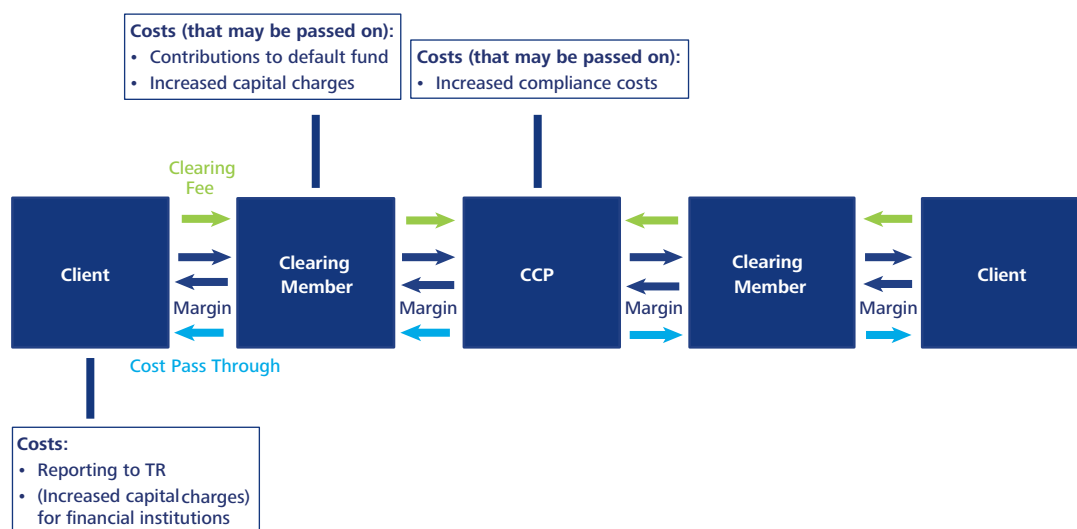 Costs (that may be passed on):
• Contributions to default fund
• Increased capital charges
Costs (that may be passed on):
• Increased compliance costs
Clearing
Fee
Client
Clearing
Member
CCP
Clearing
Member
Client
Margin
Margin
Margin
Margin
Cost Pass Through
Costs:
• Reporting to TR
• (Increased capital charges)
for financial institutions